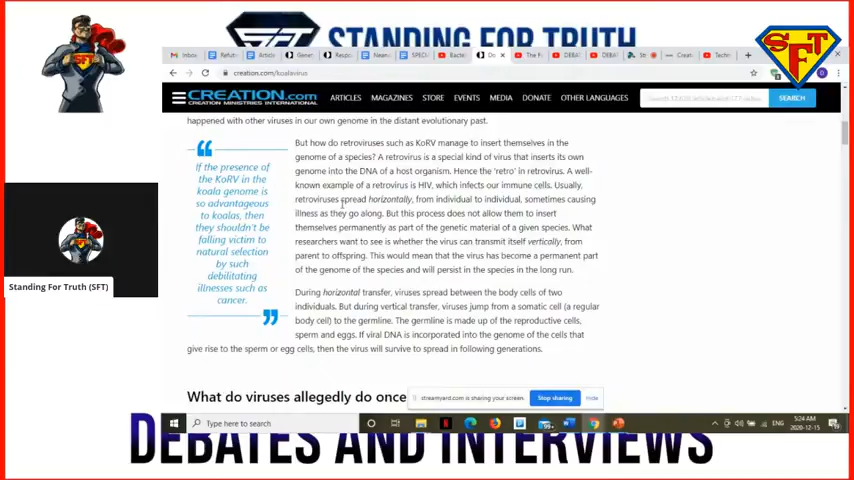 STANDING FOR TRUTH
SFT
Inbox
Refut
Article
Gene
Respo
SPECI
Bacte
Do
The F
DEBA
DEBA
Creat
Techn
creation.com/koalavirus
CREATION.com
CREATION MINISTRIES INTERNATIONAL
ARTICLES MAGAZINES STORE EVENTS MEDIA DONATE OTHER LANGUAGES
SEARCH
happened with other viruses in our own genome in the distant evolutionary past.
If the presence of
the KoRV in the
koala genome is
so advantageous
to koalas, then
they shouldn't be
falling victim to
natural selection
by such
debilitating
illnesses such as
cancer.
But how do retroviruses such as KoRV manage to insert themselves in the
genome of a species? A retrovirus is a special kind of virus that inserts its own
genome into the DNA of a host organism. Hence the 'retro' in retrovirus. A well-
known example of a retrovirus is HIV, which infects our immune cells. Usually,
retroviruses spread horizontally, from individual to individual, sometimes causing
illness as they go along. But this process does not allow them to insert
themselves permanently as part of the genetic material of a given species. What
researchers want to see is whether the virus can transmit itself vertically, from
parent to offspring. This would mean that the virus has become a permanent part
of the genome of the species and will persist in the species in the long run.
During horizontal transfer, viruses spread between the body cells of two
individuals. But during vertical transfer, viruses jump from a somatic cell (a regular
body cell) to the germline. The germline is made up of the reproductive cells,
sperm and eggs. If viral DNA is incorporated into the genome of the cells that
give rise to the sperm or egg cells, then the virus will survive to spread in following generations.
What do viruses allegedly do once
streamyard.com is sharing your screen.
Stop sharing
Hide
Standing For Truth (SFT)
Type here to search
ENG
5:24 AM
2020-12-15
DEBATES AND INTERVIEWS